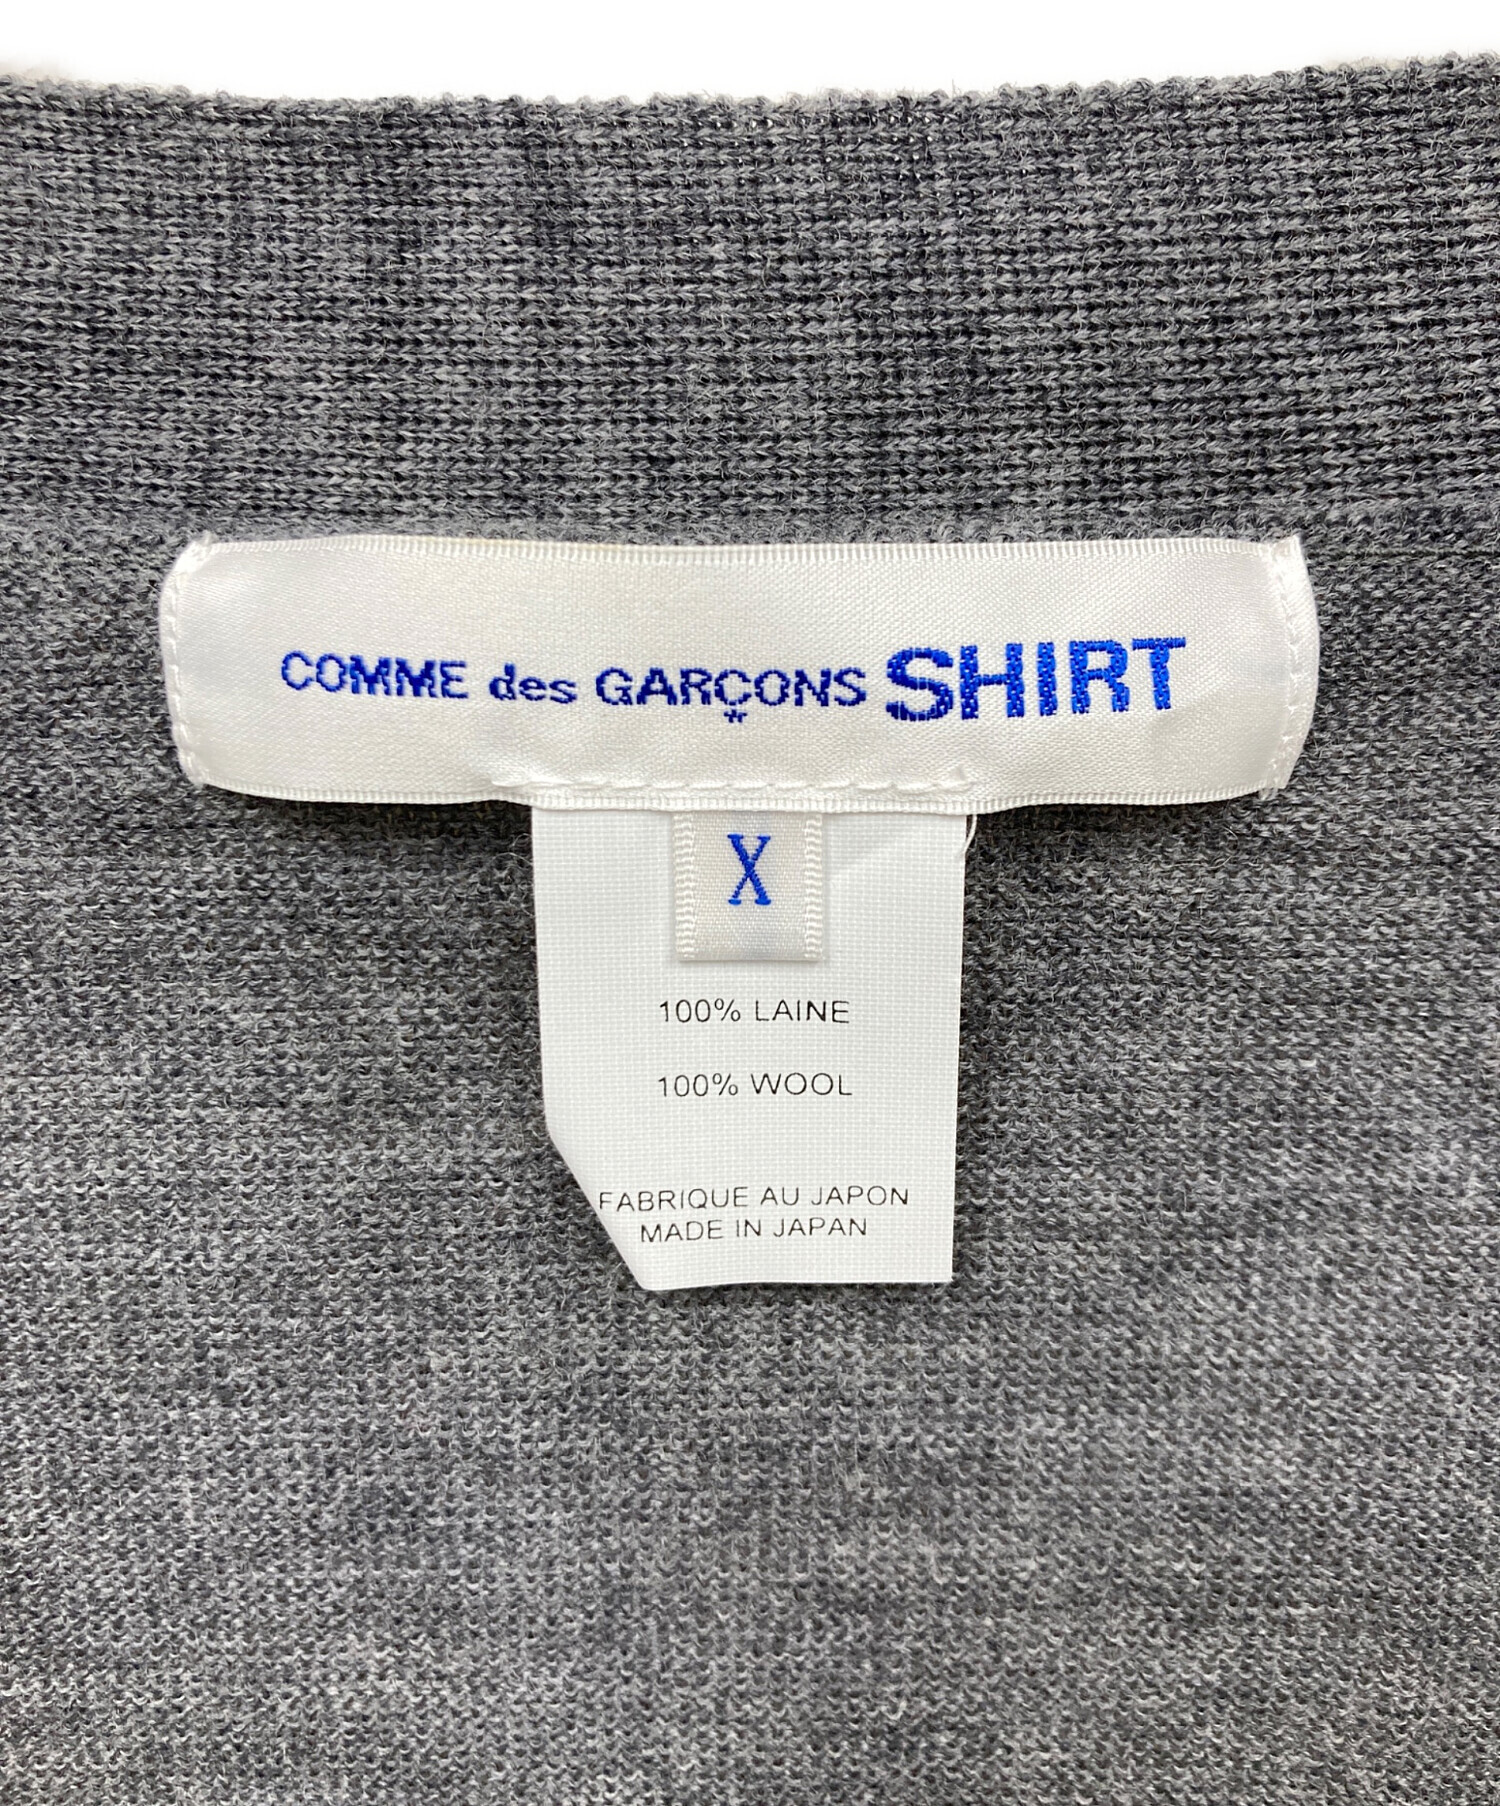 COMME des GARÇONS SHIRT
X
100% LAINE
100% WOOL
FABRIQUE AU JAPON
MADE IN JAPAN